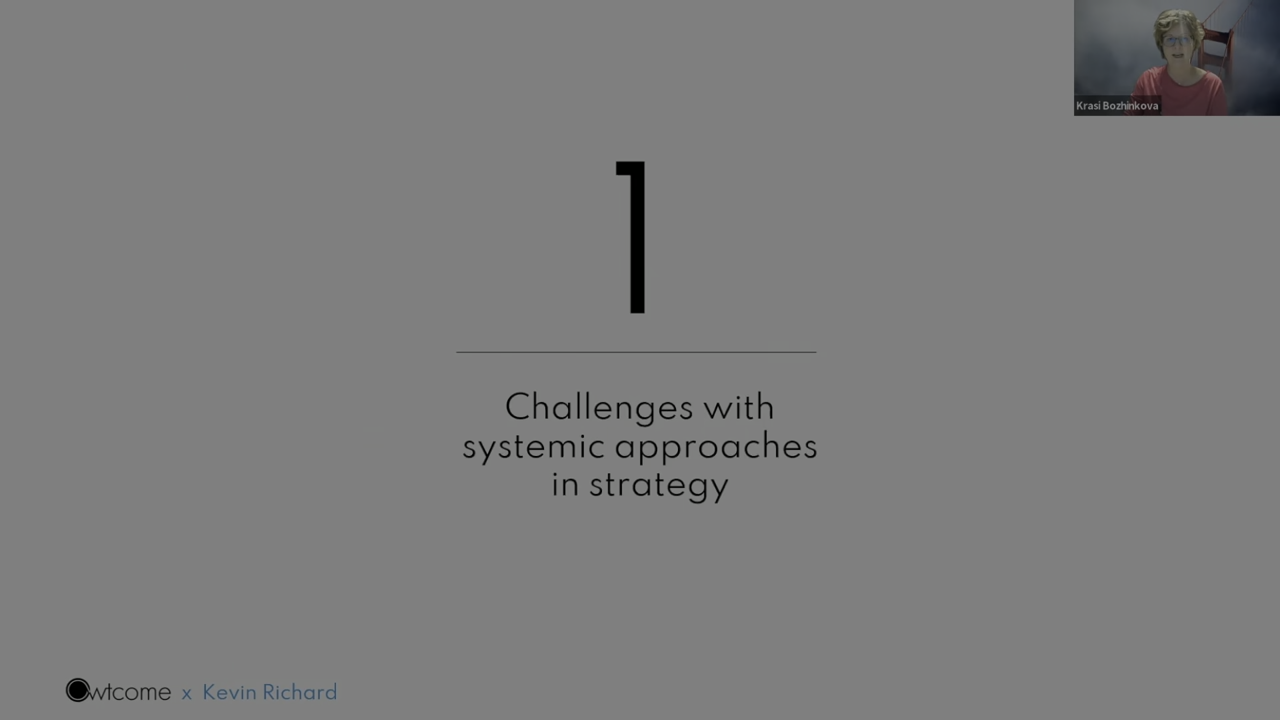 Krasi Bozhinkova
1
Challenges with
systemic approaches
in strategy
Owtcome x Kevin Richard